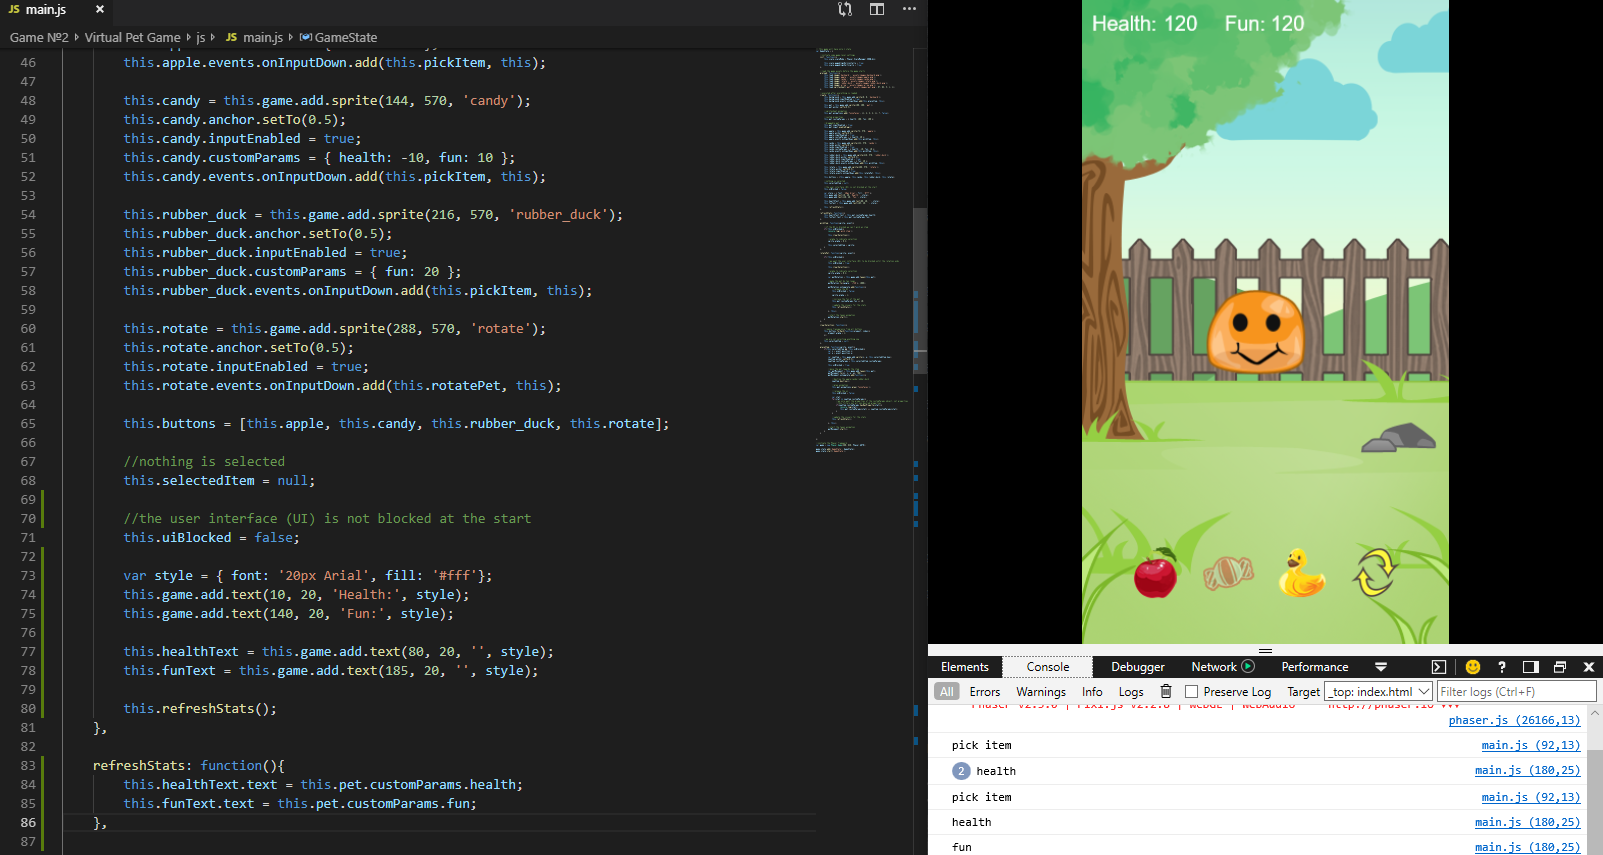 JS main.js ×
Game №2 › Virtual Pet Game › js › JS main.js › GameState
46 this.apple.events.onInputDown.add(this.pickItem, this);
47
48 this.candy = this.game.add.sprite(144, 570, 'candy');
49 this.candy.anchor.setTo(0.5);
50 this.candy.inputEnabled = true;
51 this.candy.customParams = { health: -10, fun: 10 };
52 this.candy.events.onInputDown.add(this.pickItem, this);
53
54 this.rubber_duck = this.game.add.sprite(216, 570, 'rubber_duck');
55 this.rubber_duck.anchor.setTo(0.5);
56 this.rubber_duck.inputEnabled = true;
57 this.rubber_duck.customParams = { fun: 20 };
58 this.rubber_duck.events.onInputDown.add(this.pickItem, this);
59
60 this.rotate = this.game.add.sprite(288, 570, 'rotate');
61 this.rotate.anchor.setTo(0.5);
62 this.rotate.inputEnabled = true;
63 this.rotate.events.onInputDown.add(this.rotatePet, this);
64
65 this.buttons = [this.apple, this.candy, this.rubber_duck, this.rotate];
66
67 //nothing is selected
68 this.selectedItem = null;
69
70 //the user interface (UI) is not blocked at the start
71 this.uiBlocked = false;
72
73 var style = { font: '20px Arial', fill: '#fff'};
74 this.game.add.text(10, 20, 'Health:', style);
75 this.game.add.text(140, 20, 'Fun:', style);
76
77 this.healthText = this.game.add.text(80, 20, '', style);
78 this.funText = this.game.add.text(185, 20, '', style);
79
80 this.refreshStats();
81 },
82
83 refreshStats: function(){
84 this.healthText.text = this.pet.customParams.health;
85 this.funText.text = this.pet.customParams.fun;
86 },
87
Health: 120 Fun: 120
Elements Console Debugger Network Performance
All Errors Warnings Info Logs Preserve Log Target _top: index.html Filter logs (Ctrl+F)
phaser.js (26166,13)
pick item main.js (92,13)
2 health main.js (180,25)
pick item main.js (92,13)
health main.js (180,25)
fun main.js (180,25)